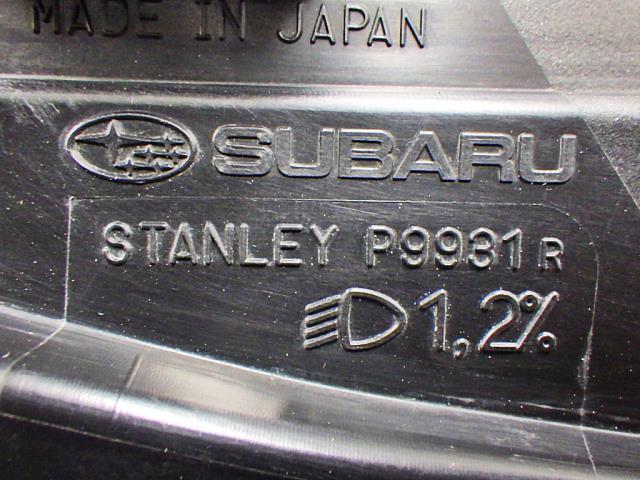 MADE IN JAPAN
SUBARU
STANLEY P9931 R
1,2%